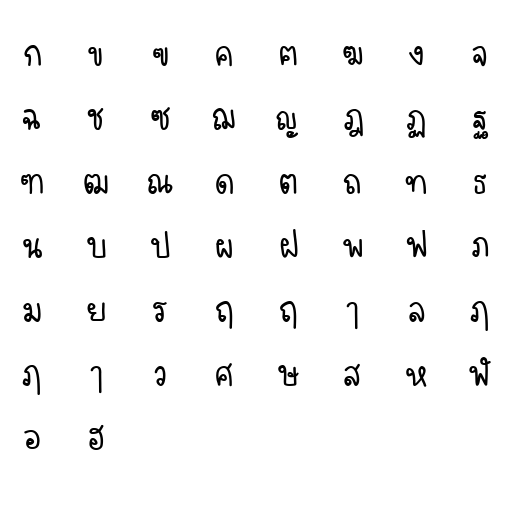 ก ข ฃ ค ฅ ฆ ง จ
ฉ ช ซ ฌ ญ ฎ ฏ ฐ
ฑ ฒ ณ ด ต ถ ท ธ
น บ ป ผ ฝ พ ฟ ภ
ม ย ร ฤ ฤ ๅ ล ฦ
ฦ ๅ ว ศ ษ ส ห ฬ
อ ฮ